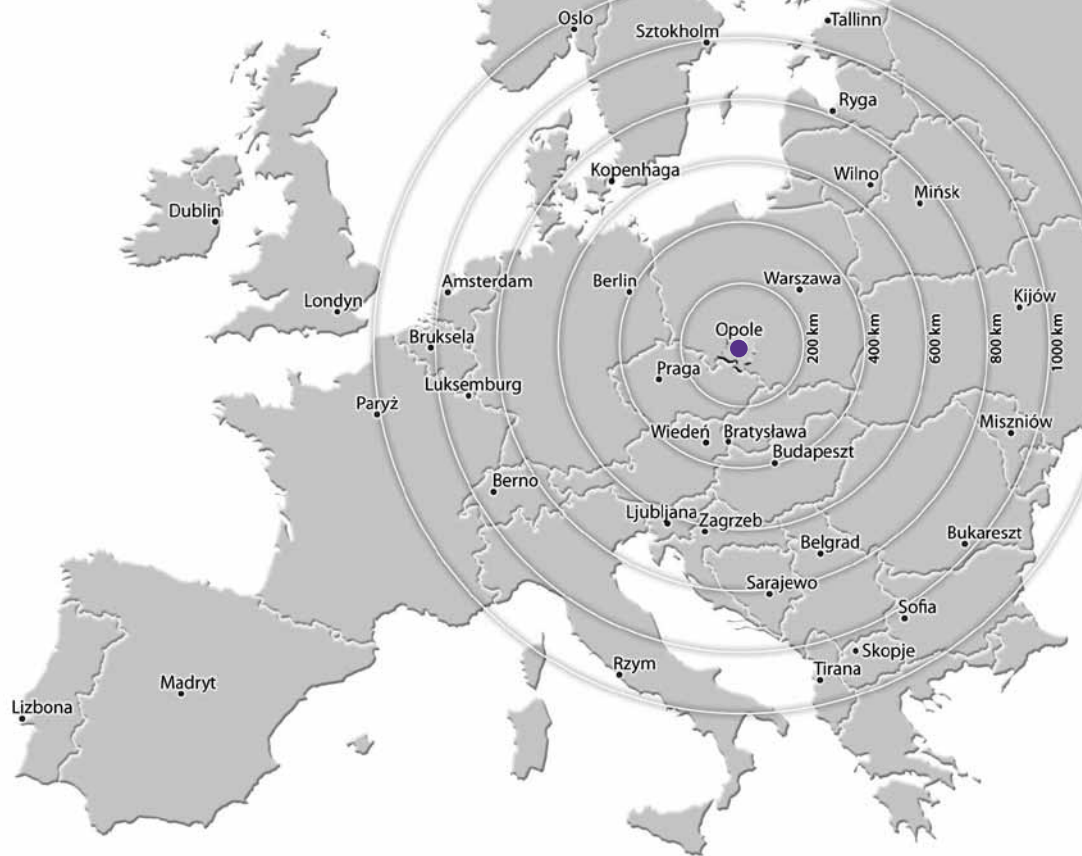 Oslo
Tallinn
Sztokholm
Ryga
Kopenhaga
Wilno
Mińsk
Dublin
Amsterdam
Berlin
Warszawa
Londyn
Kijów
Opole
Bruksela
200 km
400 km
600 km
800 km
1000 km
Praga
Luksemburg
Paryż
Miszniów
Wiedeń
Bratysława
Budapeszt
Berno
Ljubljana
Zagrzeb
Belgrad
Bukareszt
Sarajewo
Sofia
Skopje
Rzym
Tirana
Madryt
Lizbona